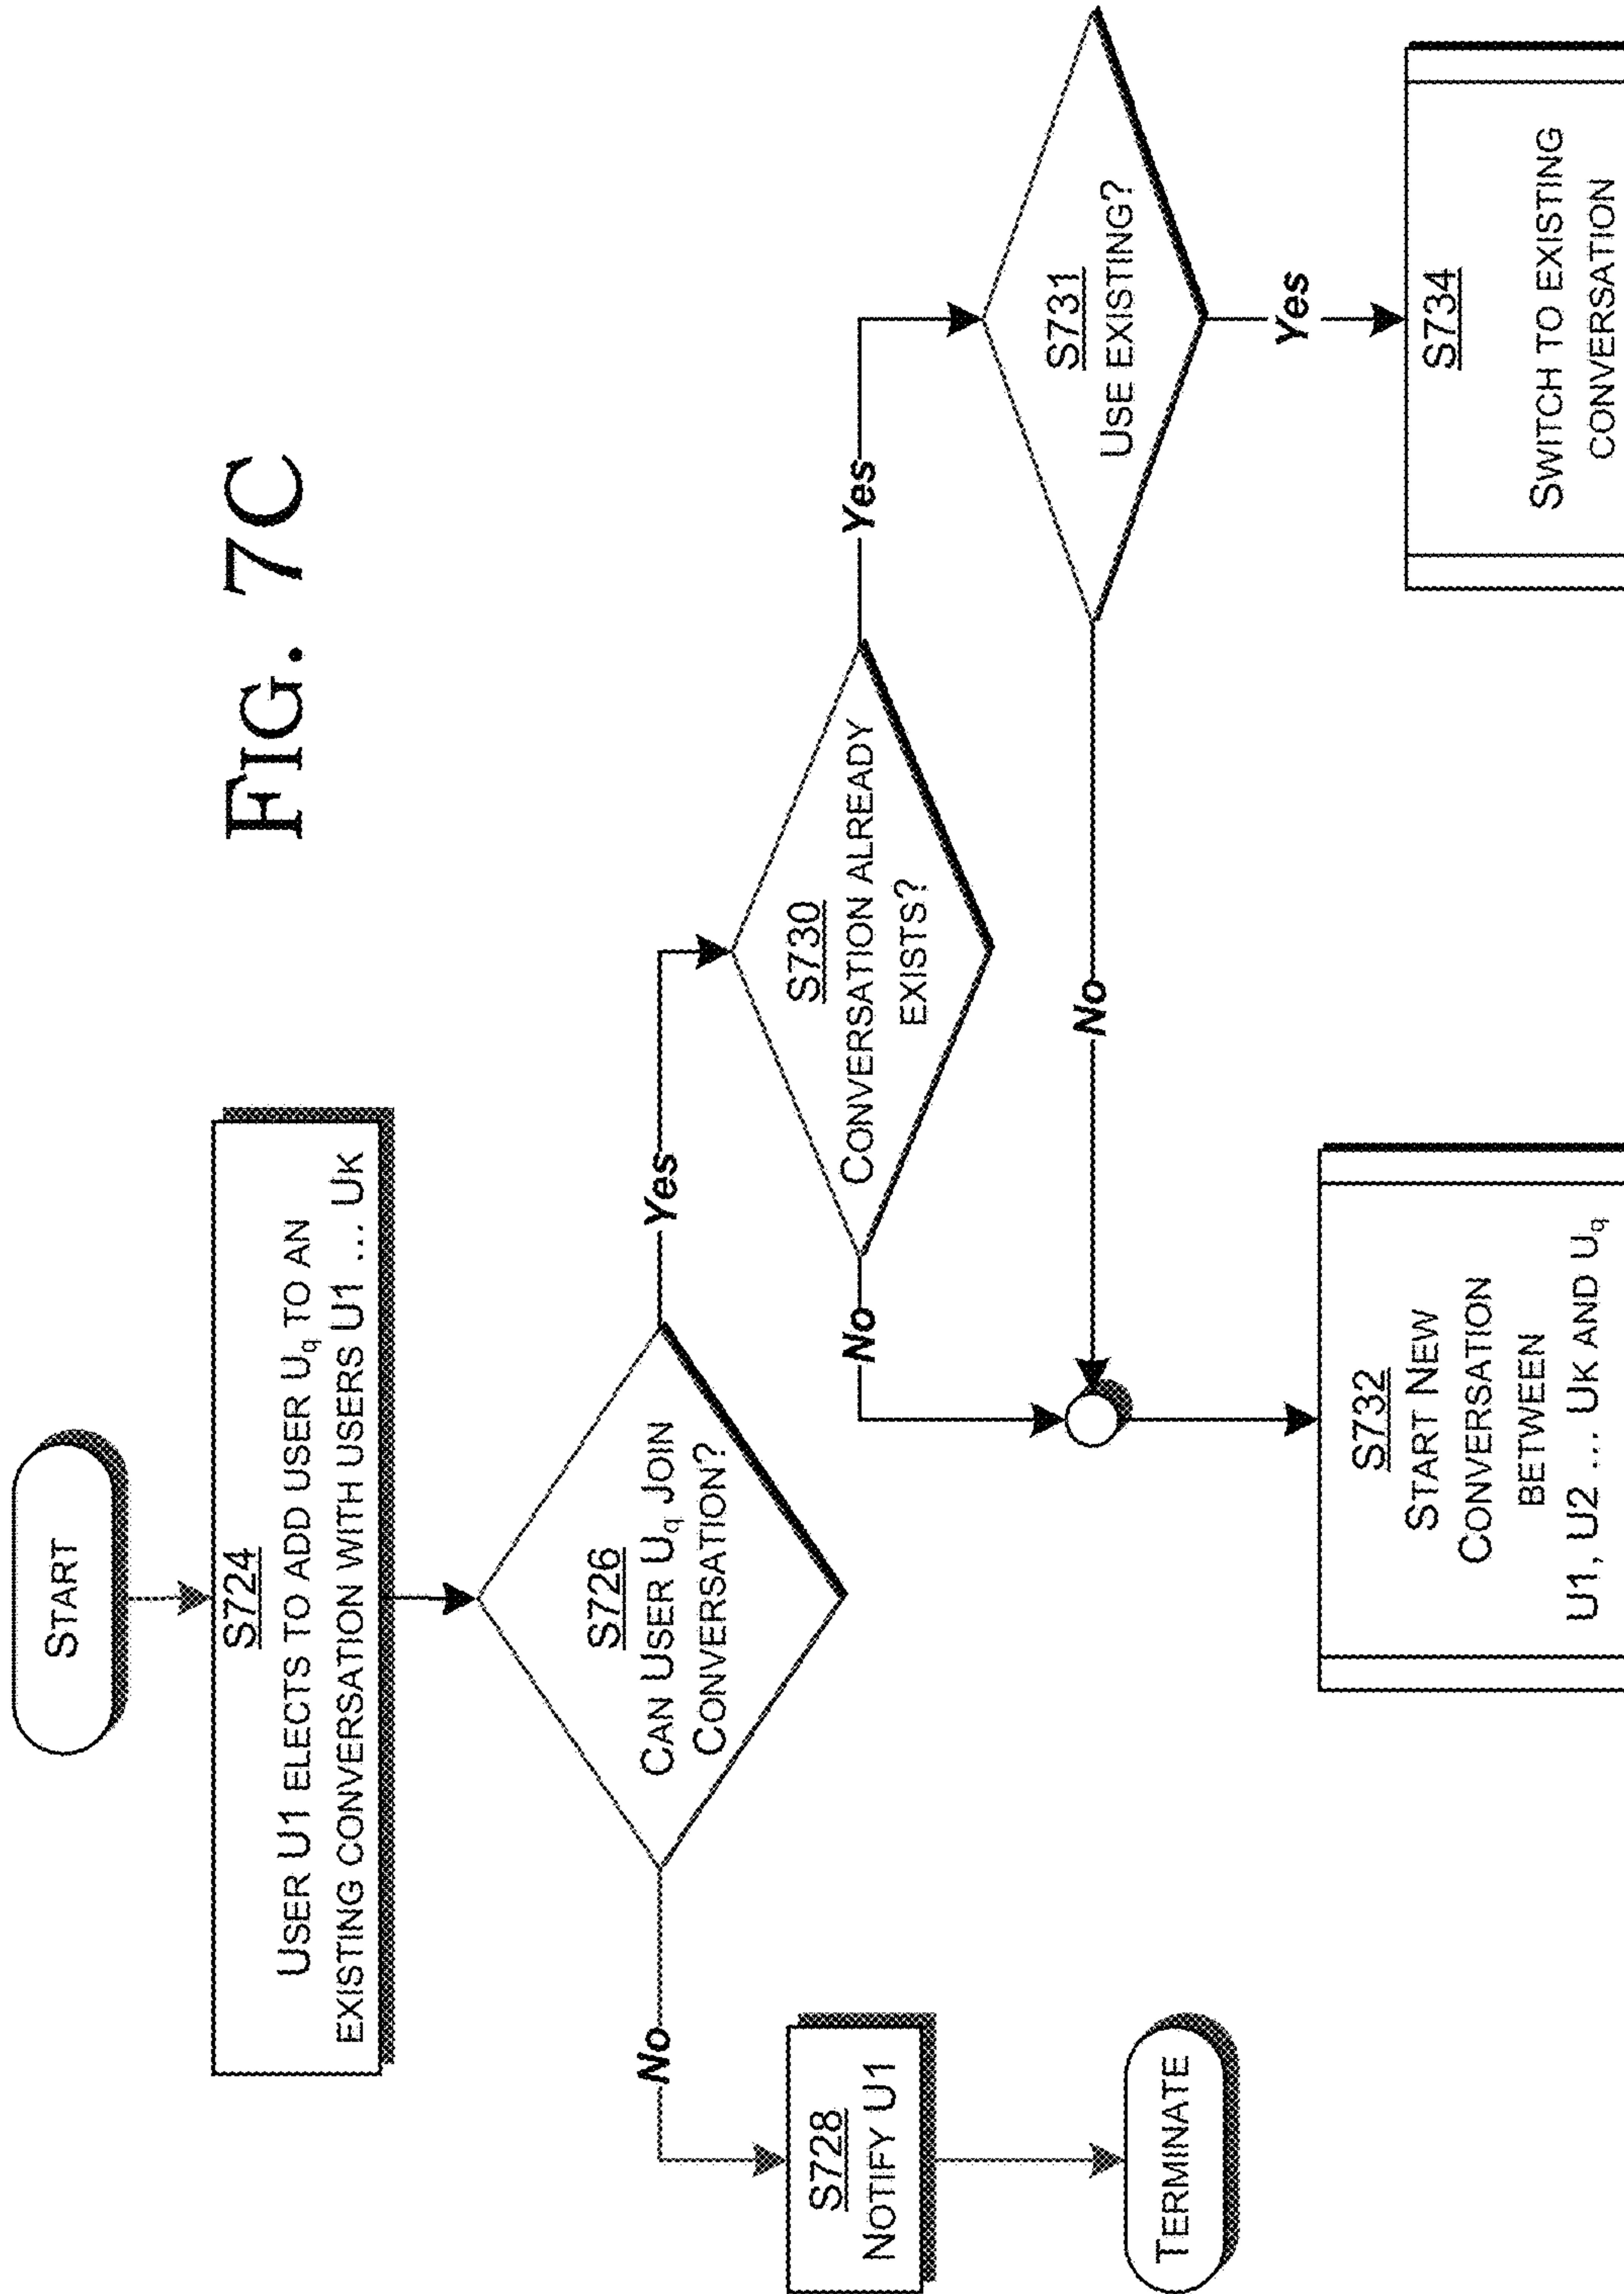 FIG. 7C
START
S724
USER U1 ELECTS TO ADD USER Uq TO AN
EXISTING CONVERSATION WITH USERS U1 ... UK
S726
CAN USER Uq JOIN
CONVERSATION?
No
Yes
S728
NOTIFY U1
TERMINATE
S730
CONVERSATION ALREADY
EXISTS?
No
Yes
S731
USE EXISTING?
No
Yes
S732
START NEW
CONVERSATION
BETWEEN
U1, U2 ... UK AND Uq
S734
SWITCH TO EXISTING
CONVERSATION